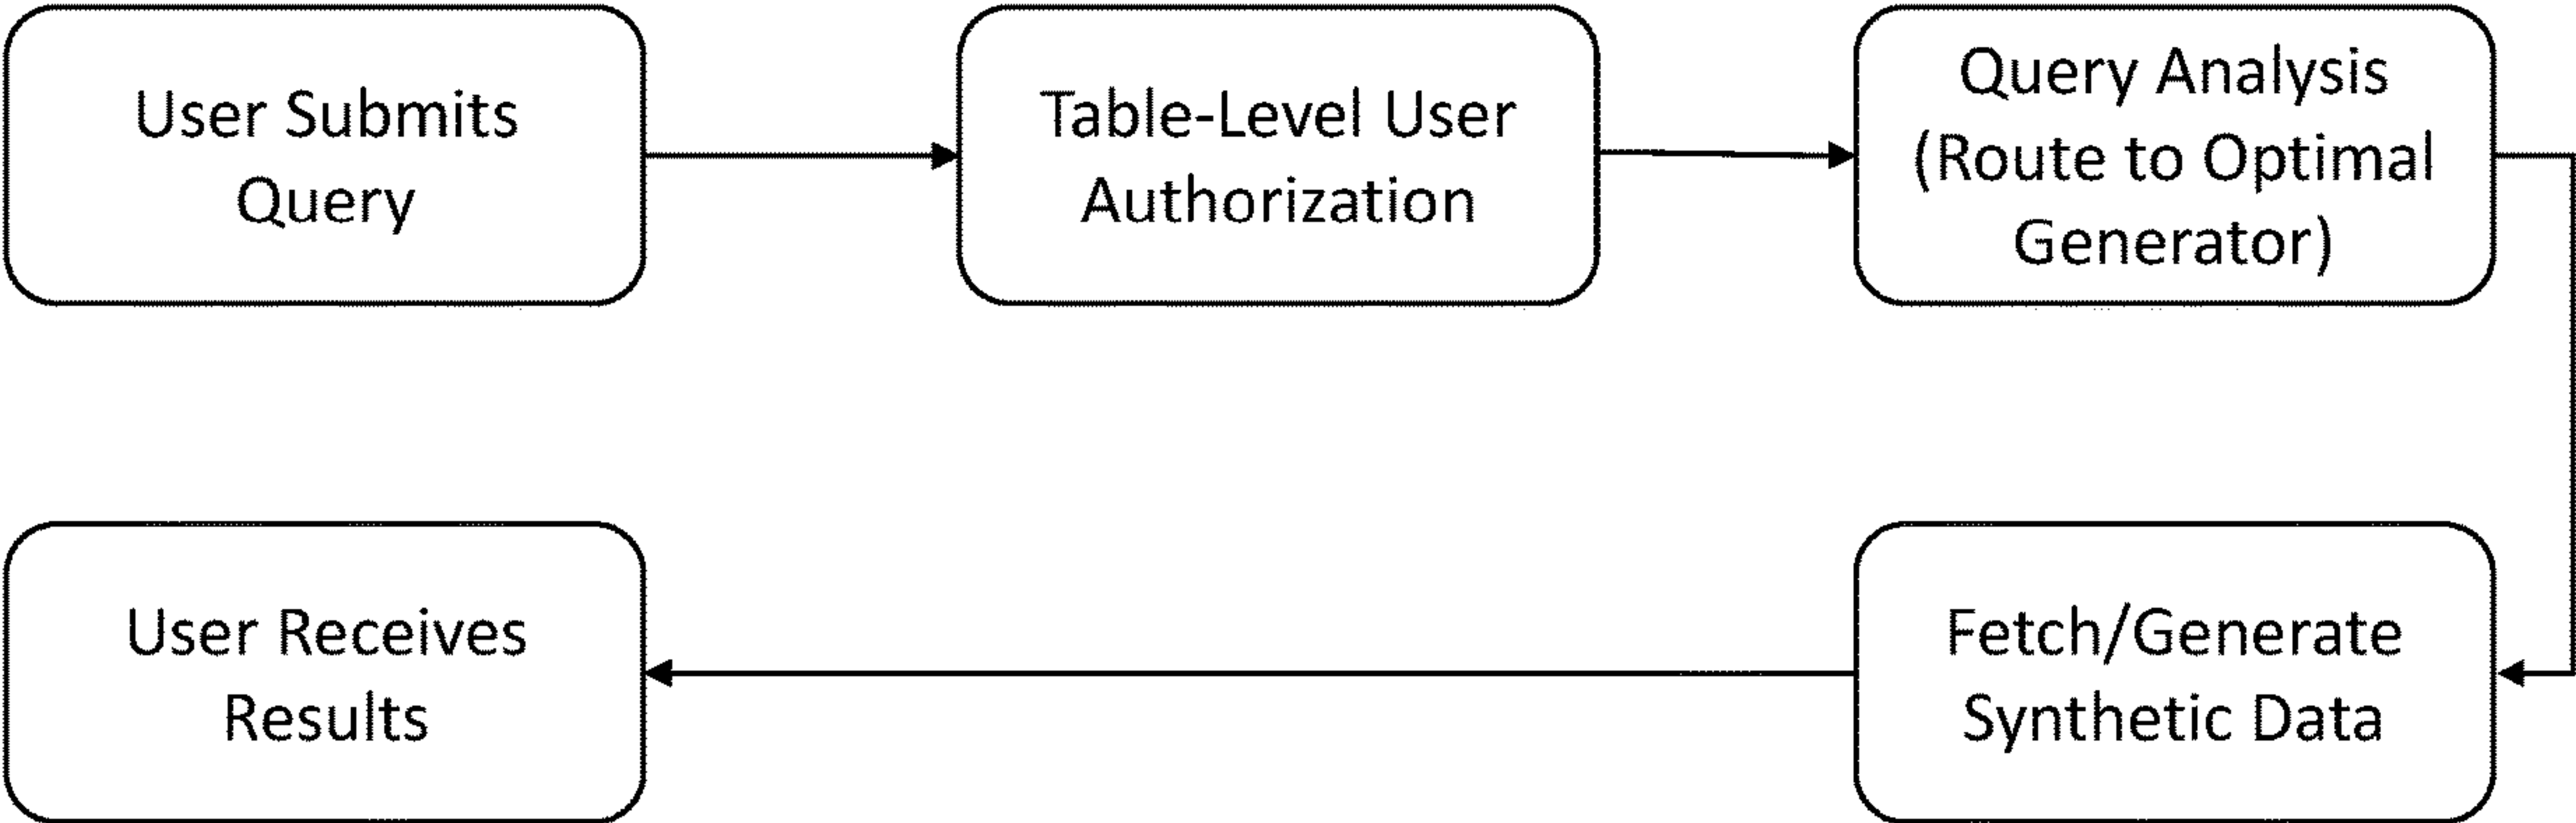 User Submits
Query
Table-Level User
Authorization
Query Analysis
(Route to Optimal
Generator)
Fetch/Generate
Synthetic Data
User Receives
Results